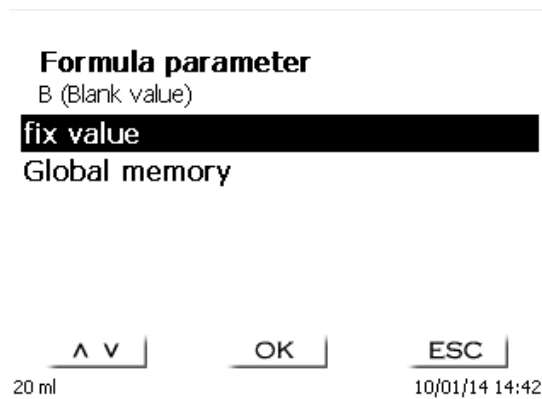 Formula parameter
B (Blank value)
fix value
Global memory
∧ ∨ OK ESC
20 ml 10/01/14 14:42